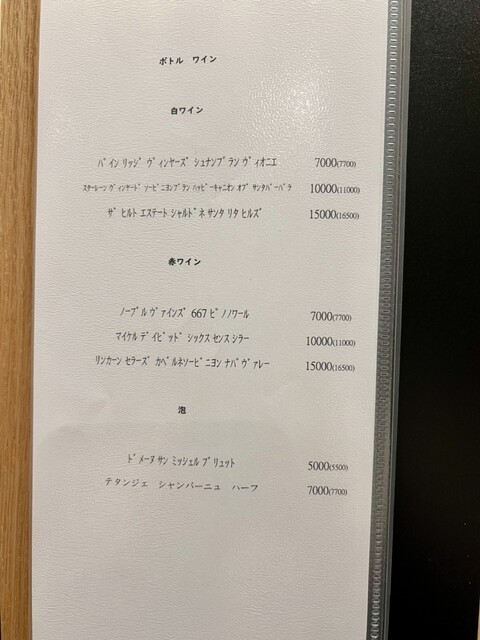 ボトル ワイン
白ワイン
パイン リッジ ヴィンヤーズ シュナンブラン ヴィオニエ 7000(7700)
スターレーン ヴィンヤード ソービニヨンブラン ハッピーキャニオン オブ サンタバーバラ 10000(11000)
ザ ヒルト エステート シャルドネ サンタ リタ ヒルズ 15000(16500)
赤ワイン
ノーブル ヴァインズ 667 ピノノワール 7000(7700)
マイケル デイビッド シックス センス シラー 10000(11000)
リンカーン セラーズ カベルネソービニヨン ナパ ヴァレー 15000(16500)
泡
ドメーヌ サン ミッシェル ブリュット 5000(5500)
テタンジェ シャンパーニュ ハーフ 7000(7700)